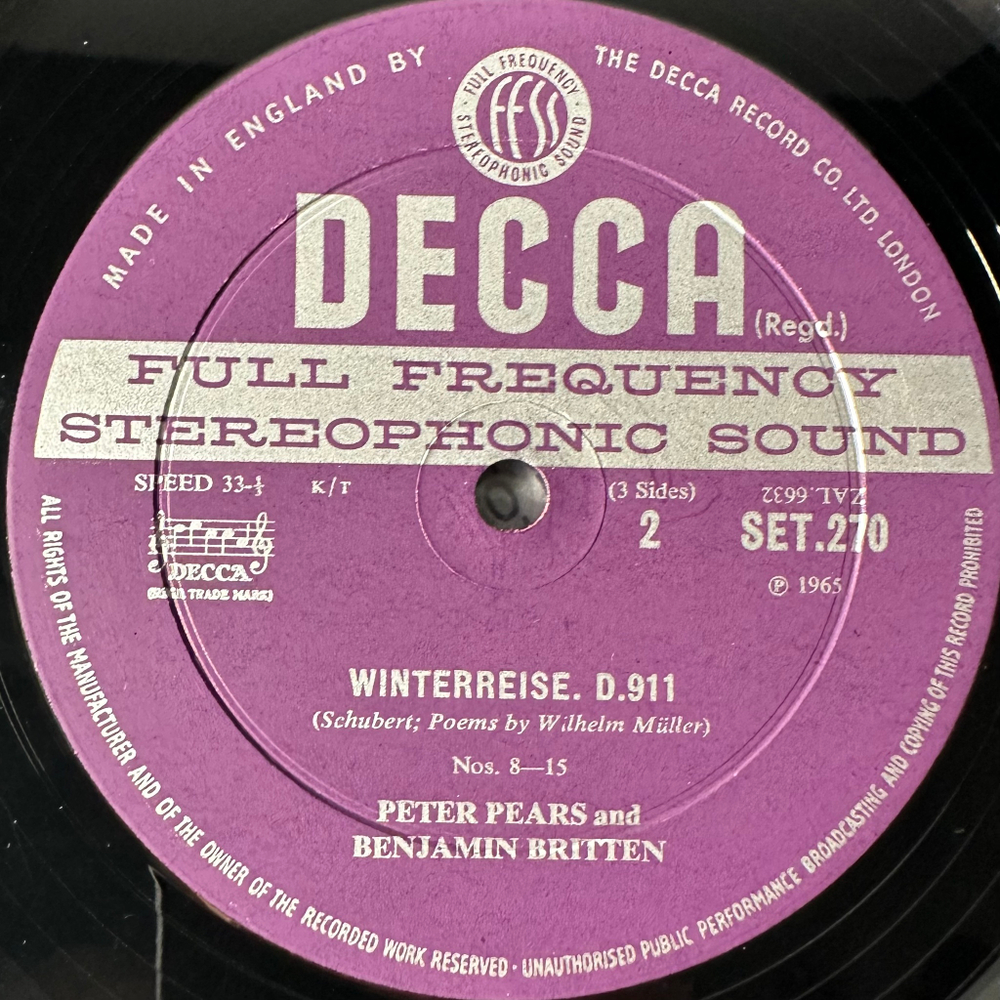 MADE IN ENGLAND BY
THE DECCA RECORD CO. LTD. LONDON
FULL FREQUENCY
ffss
STEREOPHONIC SOUND
DECCA
(Regd.)
FULL FREQUENCY
STEREOPHONIC SOUND
SPEED 33-⅓ K/T
(3 Sides)
ZAL.6632
2
SET.270
DECCA
(REGD. TRADE MARK)
Ⓟ 1965
WINTERREISE. D.911
(Schubert; Poems by Wilhelm Müller)
Nos. 8—15
PETER PEARS and
BENJAMIN BRITTEN
ALL RIGHTS OF THE MANUFACTURER AND OF THE OWNER OF THE RECORDED WORK RESERVED · UNAUTHORISED PUBLIC PERFORMANCE BROADCASTING AND COPYING OF THIS RECORD PROHIBITED